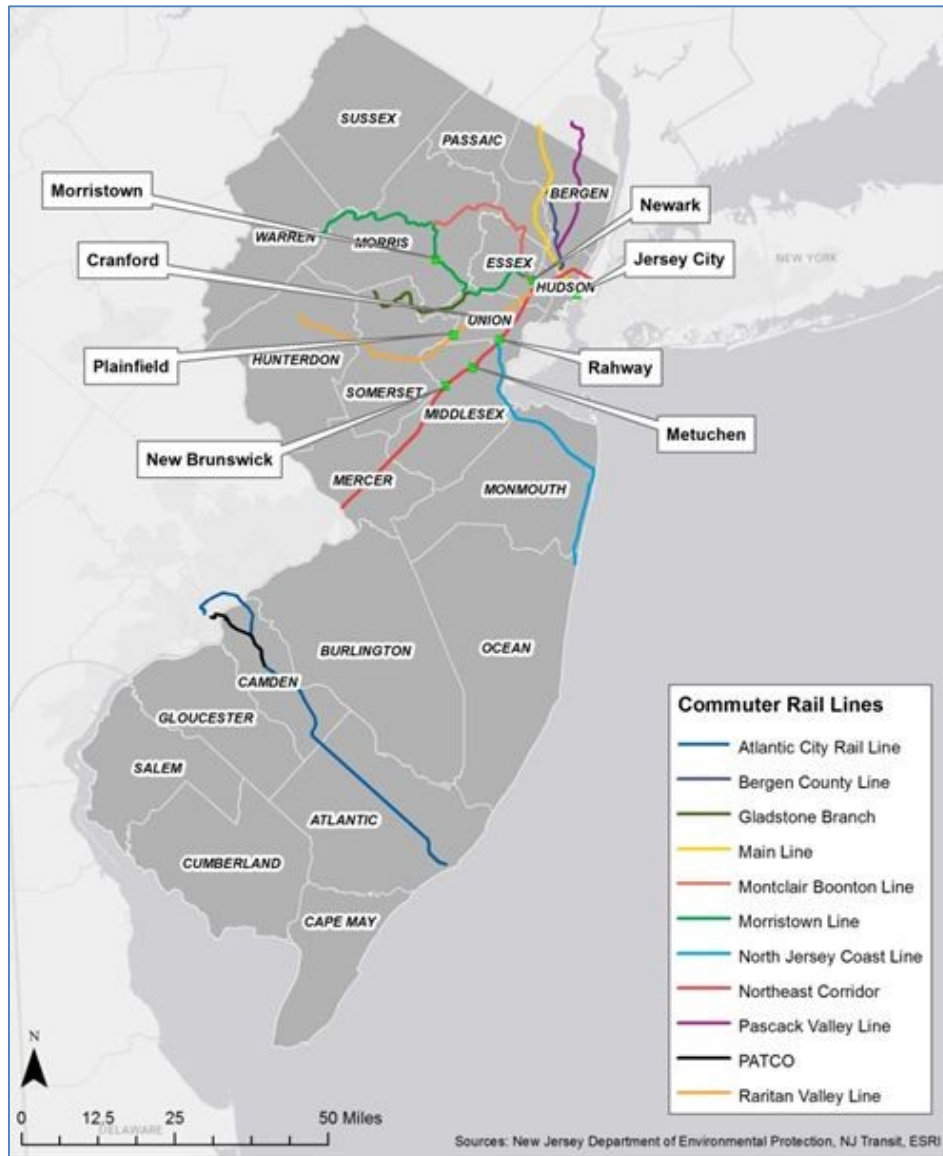 SUSSEX
PASSAIC
Morristown
BERGEN
Newark
WARREN
MORRIS
Cranford
ESSEX
Jersey City
NEW YORK
HUDSON
UNION
Plainfield
HUNTERDON
Rahway
SOMERSET
MIDDLESEX
New Brunswick
Metuchen
MERCER
MONMOUTH
BURLINGTON
OCEAN
CAMDEN
GLOUCESTER
SALEM
ATLANTIC
CUMBERLAND
CAPE MAY
Commuter Rail Lines
Atlantic City Rail Line
Bergen County Line
Gladstone Branch
Main Line
Montclair Boonton Line
Morristown Line
North Jersey Coast Line
Northeast Corridor
Pascack Valley Line
PATCO
Raritan Valley Line
N
0 12.5 25 50 Miles
DELAWARE
Sources: New Jersey Department of Environmental Protection, NJ Transit, ESRI